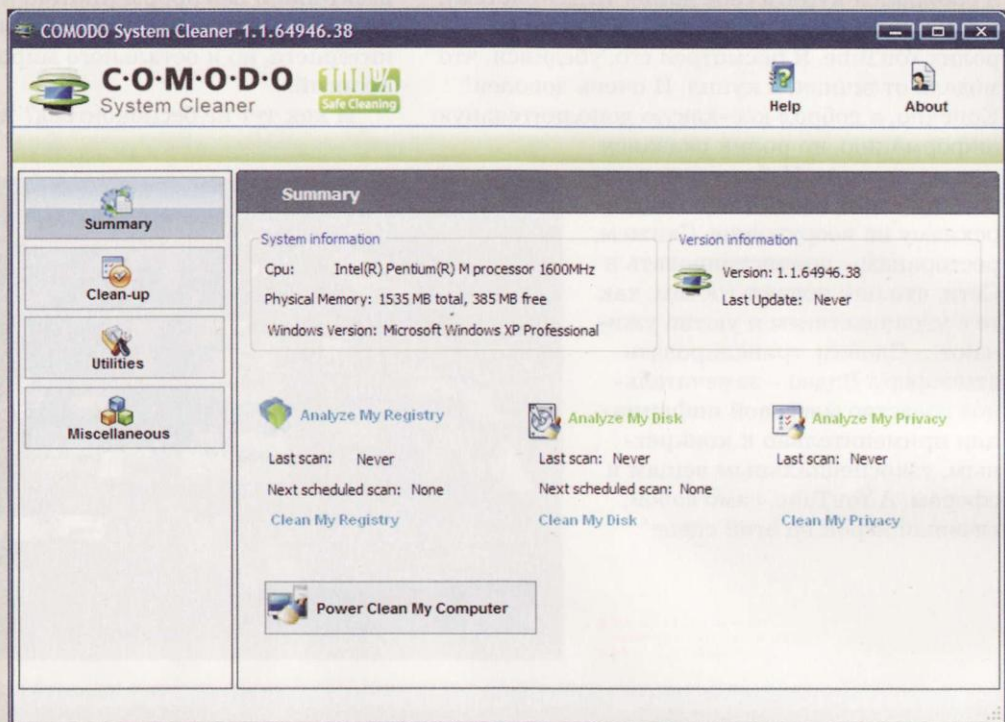 COMODO System Cleaner 1.1.64946.38
C·O·M·O·D·O
System Cleaner
100%
Safe Cleaning
Help
About
Summary
Clean-up
Utilities
Miscellaneous
Summary
System information
Cpu: Intel(R) Pentium(R) M processor 1600MHz
Physical Memory: 1535 MB total, 385 MB free
Windows Version: Microsoft Windows XP Professional
Version information
Version: 1.1.64946.38
Last Update: Never
Analyze My Registry
Last scan: Never
Next scheduled scan: None
Clean My Registry
Analyze My Disk
Last scan: Never
Next scheduled scan: None
Clean My Disk
Analyze My Privacy
Last scan: Never
Clean My Privacy
Power Clean My Computer